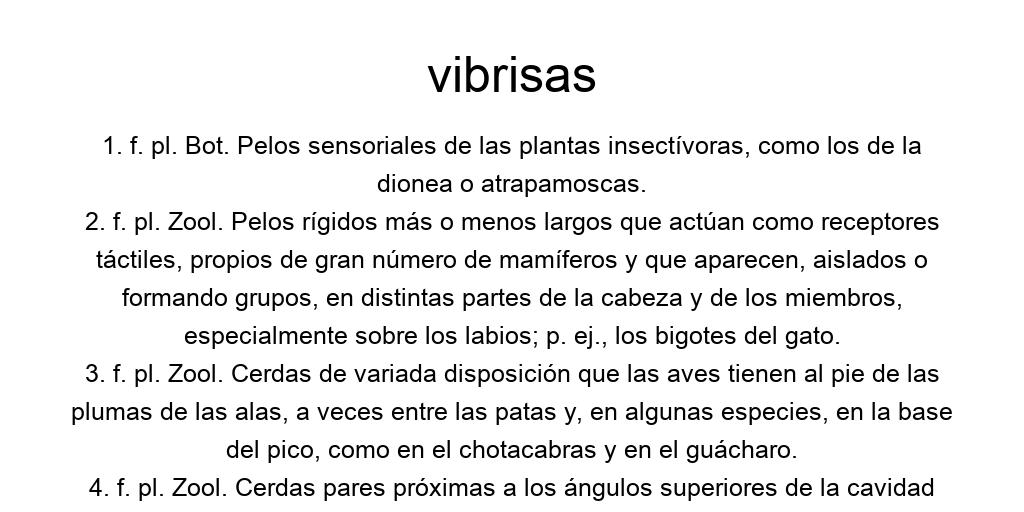 vibrisas
1. f. pl. Bot. Pelos sensoriales de las plantas insectívoras, como los de la
dionea o atrapamoscas.
2. f. pl. Zool. Pelos rígidos más o menos largos que actúan como receptores
táctiles, propios de gran número de mamíferos y que aparecen, aislados o
formando grupos, en distintas partes de la cabeza y de los miembros,
especialmente sobre los labios; p. ej., los bigotes del gato.
3. f. pl. Zool. Cerdas de variada disposición que las aves tienen al pie de las
plumas de las alas, a veces entre las patas y, en algunas especies, en la base
del pico, como en el chotacabras y en el guácharo.
4. f. pl. Zool. Cerdas pares próximas a los ángulos superiores de la cavidad